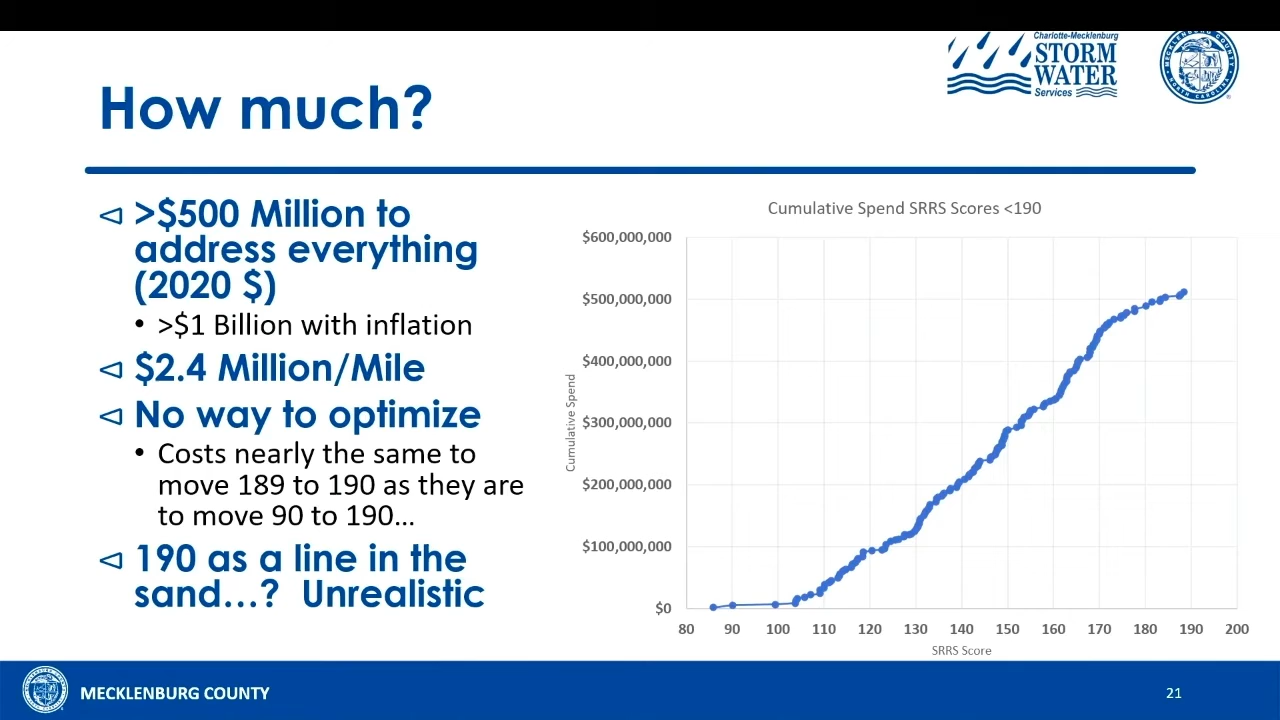 Charlotte-Mecklenburg
STORM
WATER
Services
MECKLENBURG COUNTY
NORTH CAROLINA
How much?
>$500 Million to
address everything
(2020 $)
• >$1 Billion with inflation
$2.4 Million/Mile
No way to optimize
• Costs nearly the same to
move 189 to 190 as they are
to move 90 to 190...
190 as a line in the
sand...? Unrealistic
Cumulative Spend SRRS Scores <190
$600,000,000
$500,000,000
$400,000,000
$300,000,000
$200,000,000
$100,000,000
$0
Cumulative Spend
80 90 100 110 120 130 140 150 160 170 180 190 200
SRRS Score
MECKLENBURG COUNTY
21